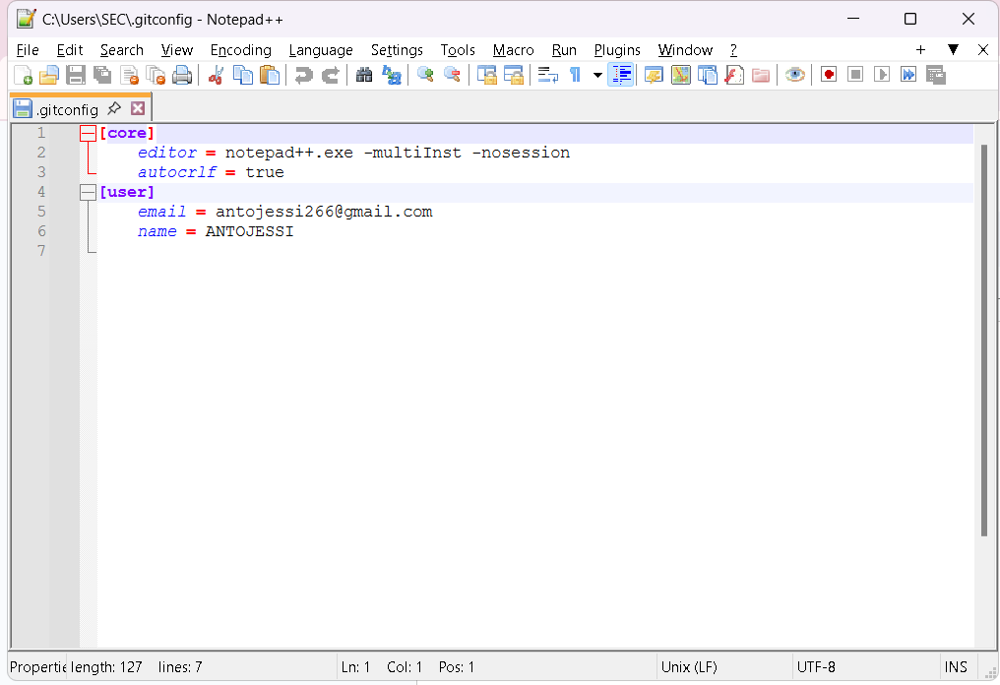 C:\Users\SEC\.gitconfig - Notepad++
File Edit Search View Encoding Language Settings Tools Macro Run Plugins Window ?
.gitconfig
1 [core]
2 editor = notepad++.exe -multiInst -nosession
3 autocrlf = true
4 [user]
5 email = antojessi266@gmail.com
6 name = ANTOJESSI
7
Propertie length: 127 lines: 7 Ln: 1 Col: 1 Pos: 1 Unix (LF) UTF-8 INS